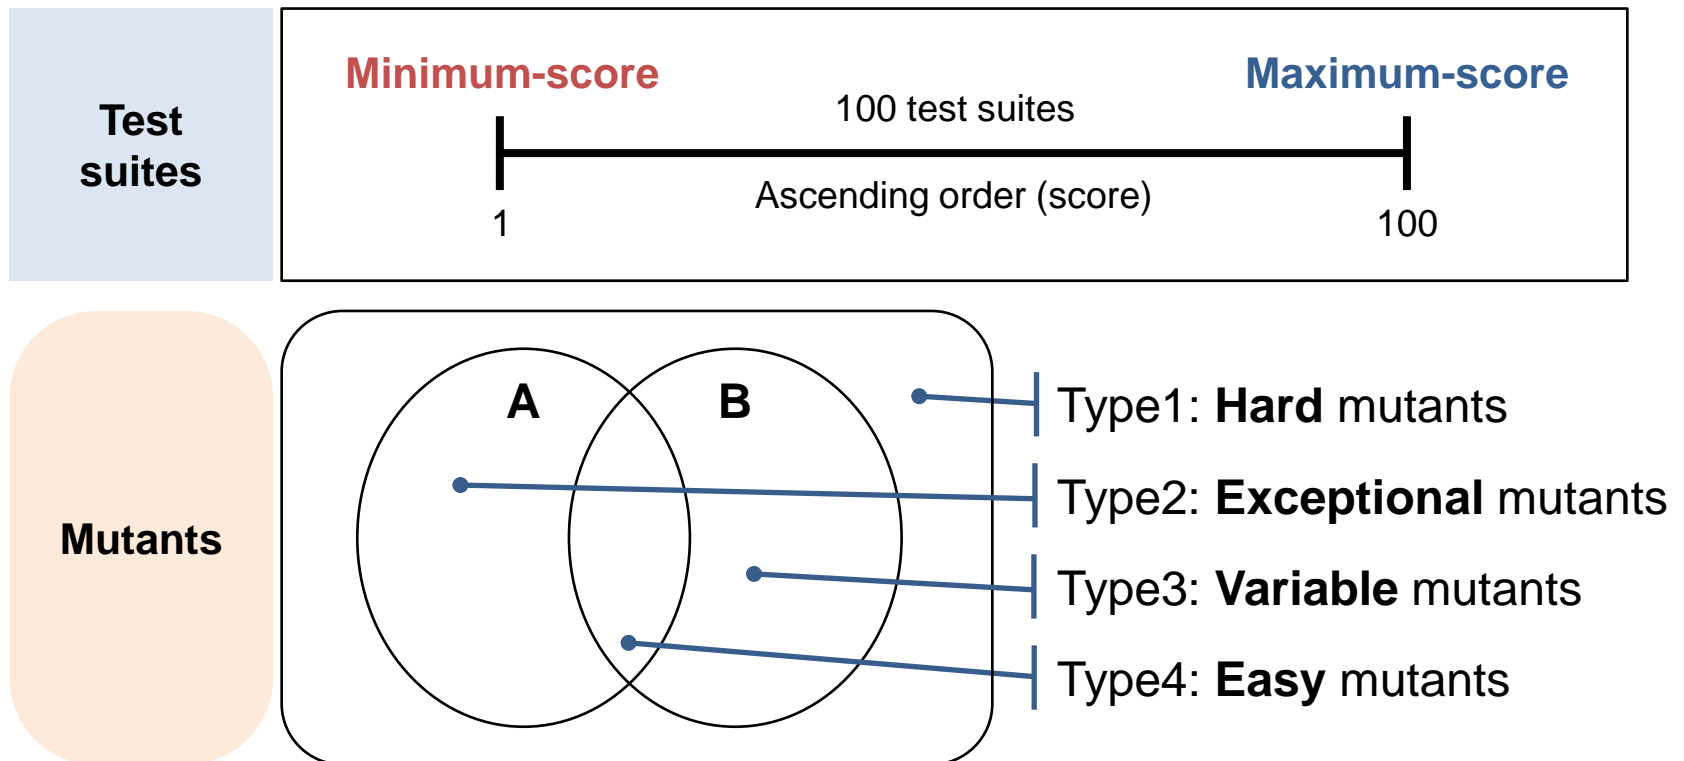 Test
suites
Minimum-score
Maximum-score
100 test suites
Ascending order (score)
1
100
Mutants
A
B
Type1: Hard mutants
Type2: Exceptional mutants
Type3: Variable mutants
Type4: Easy mutants